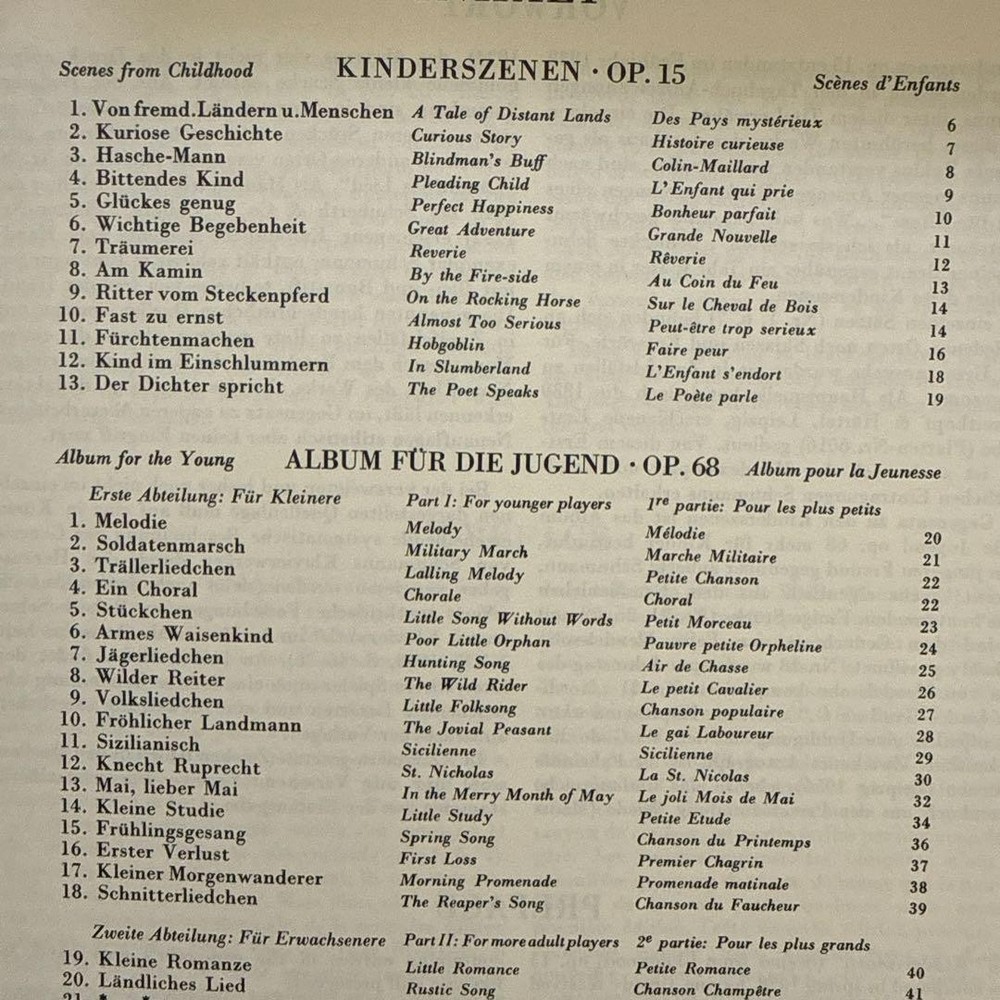 Scenes from Childhood KINDERSZENEN · OP. 15 Scènes d'Enfants
1. Von fremd. Ländern u. Menschen A Tale of Distant Lands Des Pays mystérieux 6
2. Kuriose Geschichte Curious Story Histoire curieuse 7
3. Hasche-Mann Blindman's Buff Colin-Maillard 8
4. Bittendes Kind Pleading Child L'Enfant qui prie 9
5. Glückes genug Perfect Happiness Bonheur parfait 10
6. Wichtige Begebenheit Great Adventure Grande Nouvelle 11
7. Träumerei Reverie Rêverie 12
8. Am Kamin By the Fire-side Au Coin du Feu 13
9. Ritter vom Steckenpferd On the Rocking Horse Sur le Cheval de Bois 14
10. Fast zu ernst Almost Too Serious Peut-être trop serieux 14
11. Fürchtenmachen Hobgoblin Faire peur 16
12. Kind im Einschlummern In Slumberland L'Enfant s'endort 18
13. Der Dichter spricht The Poet Speaks Le Poète parle 19
Album for the Young ALBUM FÜR DIE JUGEND · OP. 68 Album pour la Jeunesse
Erste Abteilung: Für Kleinere Part I: For younger players 1re partie: Pour les plus petits
1. Melodie Melody Mélodie 20
2. Soldatenmarsch Military March Marche Militaire 21
3. Trällerliedchen Lalling Melody Petite Chanson 22
4. Ein Choral Chorale Choral 22
5. Stückchen Little Song Without Words Petit Morceau 23
6. Armes Waisenkind Poor Little Orphan Pauvre petite Orpheline 24
7. Jägerliedchen Hunting Song Air de Chasse 25
8. Wilder Reiter The Wild Rider Le petit Cavalier 26
9. Volksliedchen Little Folksong Chanson populaire 27
10. Fröhlicher Landmann The Jovial Peasant Le gai Laboureur 28
11. Sizilianisch Sicilienne Sicilienne 29
12. Knecht Ruprecht St. Nicholas La St. Nicolas 30
13. Mai, lieber Mai In the Merry Month of May Le joli Mois de Mai 32
14. Kleine Studie Little Study Petite Etude 34
15. Frühlingsgesang Spring Song Chanson du Printemps 36
16. Erster Verlust First Loss Premier Chagrin 37
17. Kleiner Morgenwanderer Morning Promenade Promenade matinale 38
18. Schnitterliedchen The Reaper's Song Chanson du Faucheur 39
Zweite Abteilung: Für Erwachsenere Part II: For more adult players 2e partie: Pour les plus grands
19. Kleine Romanze Little Romance Petite Romance 40
20. Ländliches Lied Rustic Song Chanson Champêtre 41